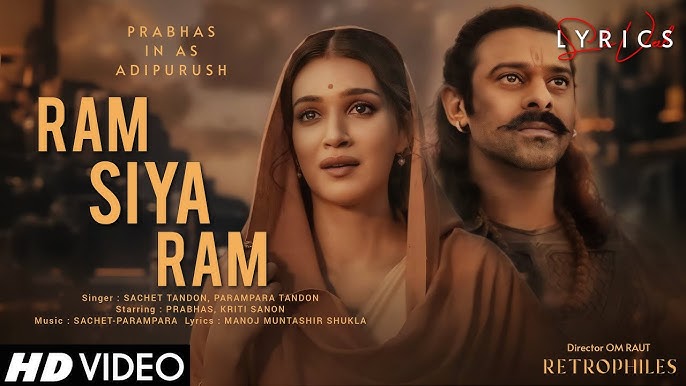 PRABHAS
IN AS
ADIPURUSH
LYRICS
RAM
SIYA
RAM
Singer : SACHET TANDON, PARAMPARA TANDON
Starring : PRABHAS, KRITI SANON
Music : SACHET-PARAMPARA Lyrics : MANOJ MUNTASHIR SHUKLA
HD VIDEO
Director OM RAUT
RETROPHILES